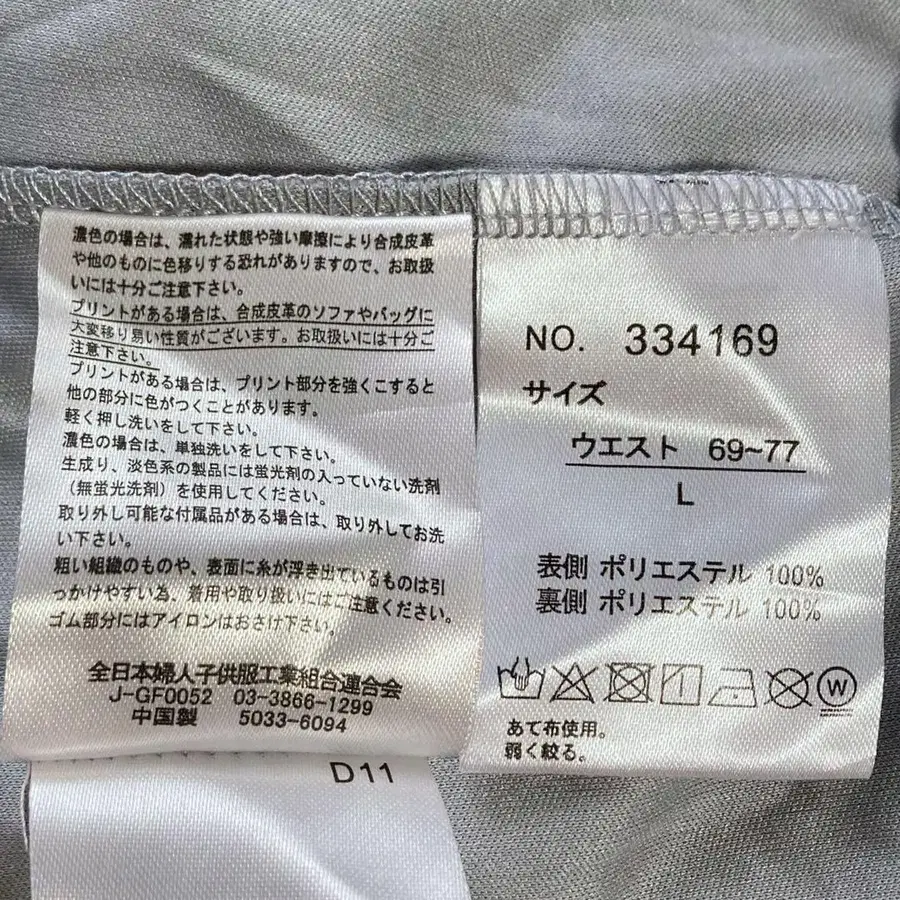 濃色の場合は、濡れた状態や強い摩擦により合成皮革
や他のものに色移りする恐れがありますので、お取扱
いには十分ご注意下さい。
プリントがある場合は、合成皮革のソファやバッグに
大変移り易い性質がございます。お取扱いには十分ご
注意下さい。
プリントがある場合は、プリント部分を強くこすると
他の部分に色がつくことがあります。
軽く押し洗いをして下さい。
濃色の場合は、単独洗いをして下さい。
生成り、淡色系の製品には蛍光剤の入っていない洗剤
(無蛍光洗剤)を使用してください。
取り外し可能な付属品がある場合は、取り外してお洗
い下さい。
粗い組織のものや、表面に糸が浮き出ているものは引
っかけやすい為、着用や取り扱いにはご注意ください。
ゴム部分にはアイロンはおさけ下さい。
全日本婦人子供服工業組合連合会
J-GF0052 03-3866-1299
中国製 5033-6094
D11
NO. 334169
サイズ
ウエスト 69~77
L
表側 ポリエステル 100%
裏側 ポリエステル 100%
W
あて布使用。
弱く絞る。